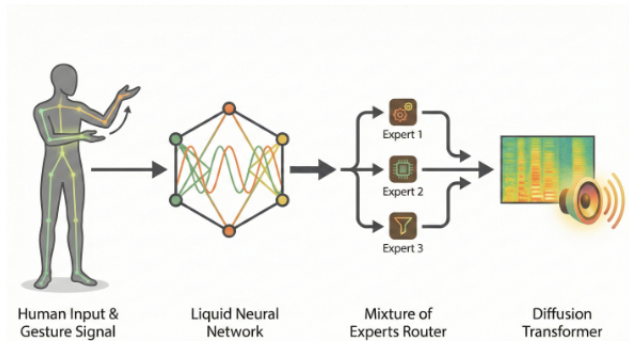 Expert 1
Expert 2
Expert 3
Human Input &
Gesture Signal
Liquid Neural
Network
Mixture of
Experts Router
Diffusion
Transformer